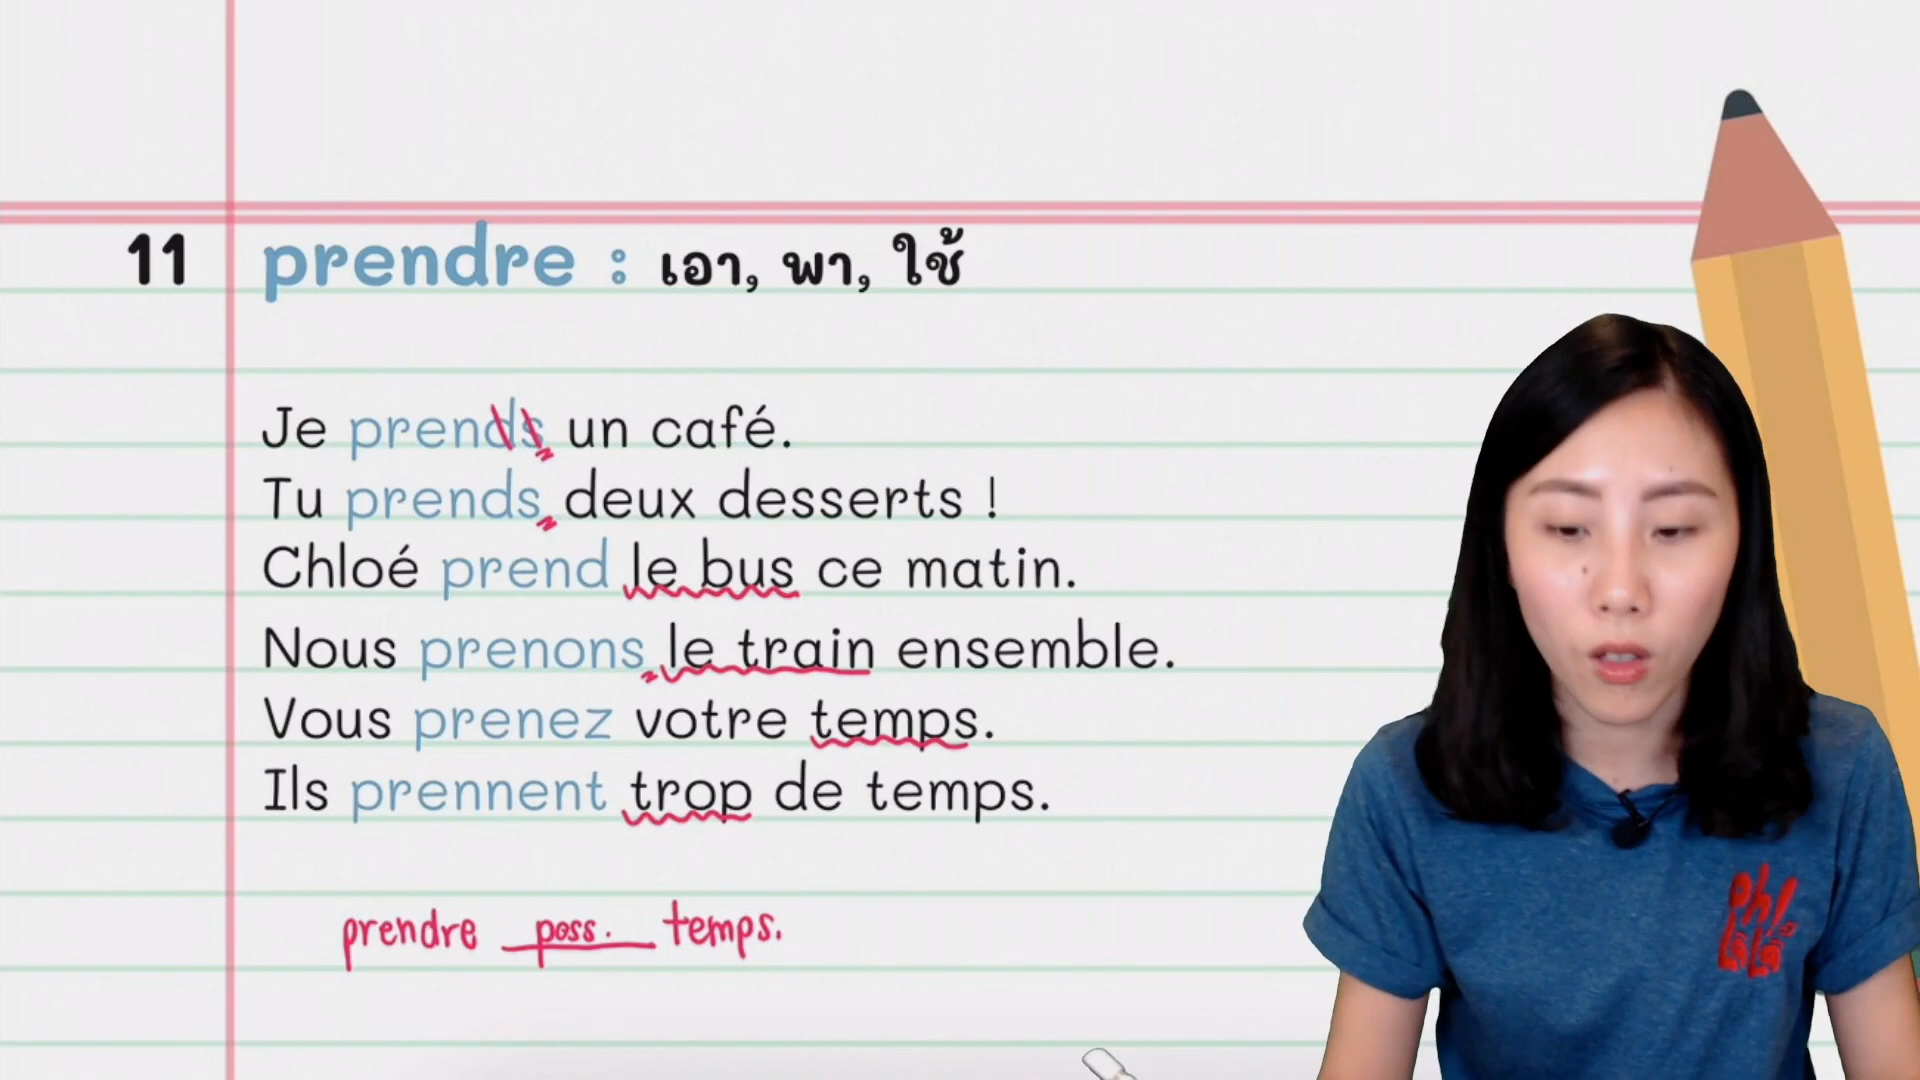 11 prendre : เอา, พา, ใช้
Je prends un café.
Tu prends deux desserts !
Chloé prend le bus ce matin.
Nous prenons le train ensemble.
Vous prenez votre temps.
Ils prennent trop de temps.
prendre poss. temps.
Oh!
LàLà